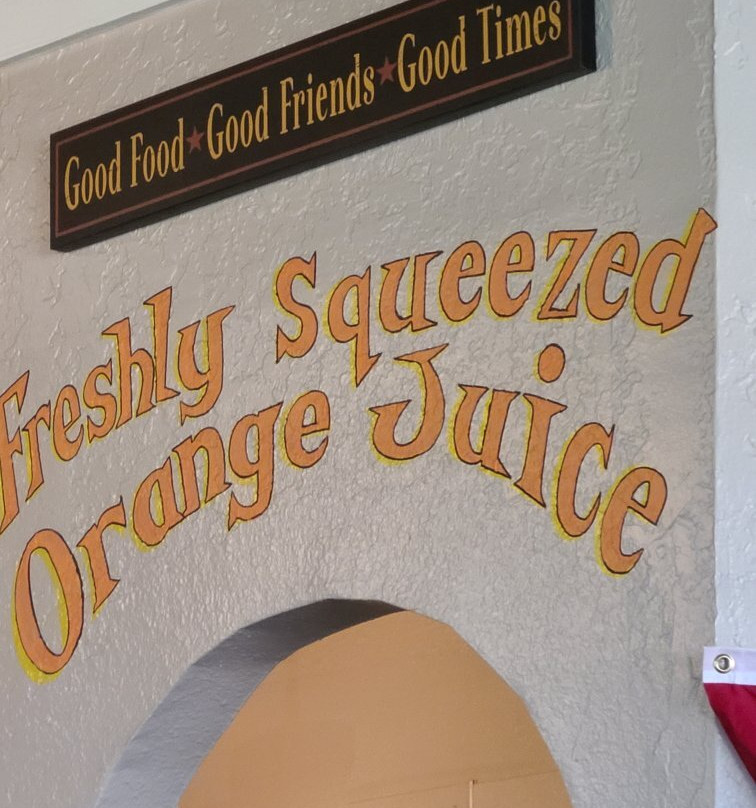 Good Food★Good Friends★Good Times
Freshly Squeezed
Orange Juice